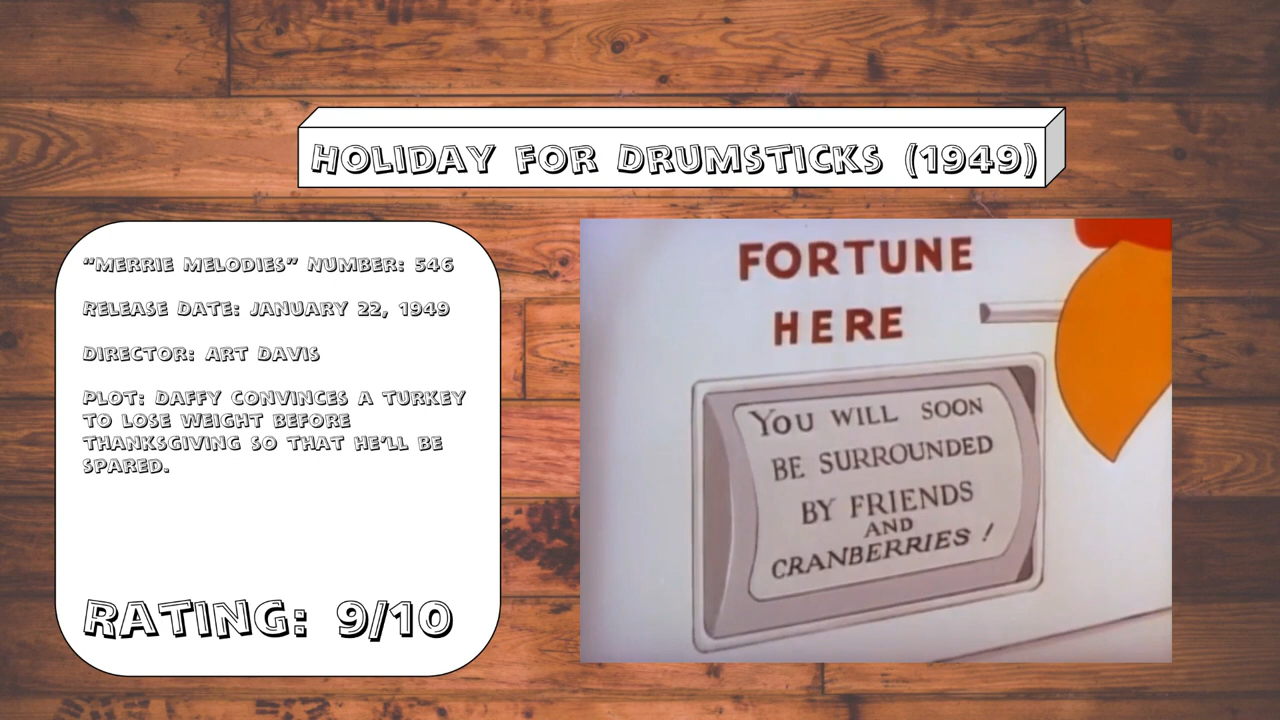 HOLIDAY FOR DRUMSTICKS (1949)
"MERRIE MELODIES" NUMBER: 546
RELEASE DATE: JANUARY 22, 1949
DIRECTOR: ART DAVIS
PLOT: DAFFY CONVINCES A TURKEY
TO LOSE WEIGHT BEFORE
THANKSGIVING SO THAT HE'LL BE
SPARED.
RATING: 9/10
FORTUNE
HERE
YOU WILL SOON
BE SURROUNDED
BY FRIENDS
AND
CRANBERRIES!